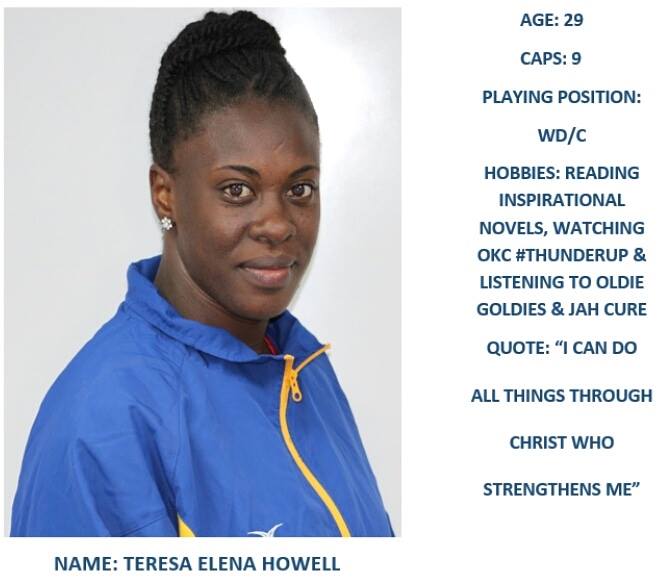 AGE: 29
CAPS: 9
PLAYING POSITION:
WD/C
HOBBIES: READING
INSPIRATIONAL
NOVELS, WATCHING
OKC #THUNDERUP &
LISTENING TO OLDIE
GOLDIES & JAH CURE
QUOTE: “I CAN DO
ALL THINGS THROUGH
CHRIST WHO
STRENGTHENS ME”
NAME: TERESA ELENA HOWELL